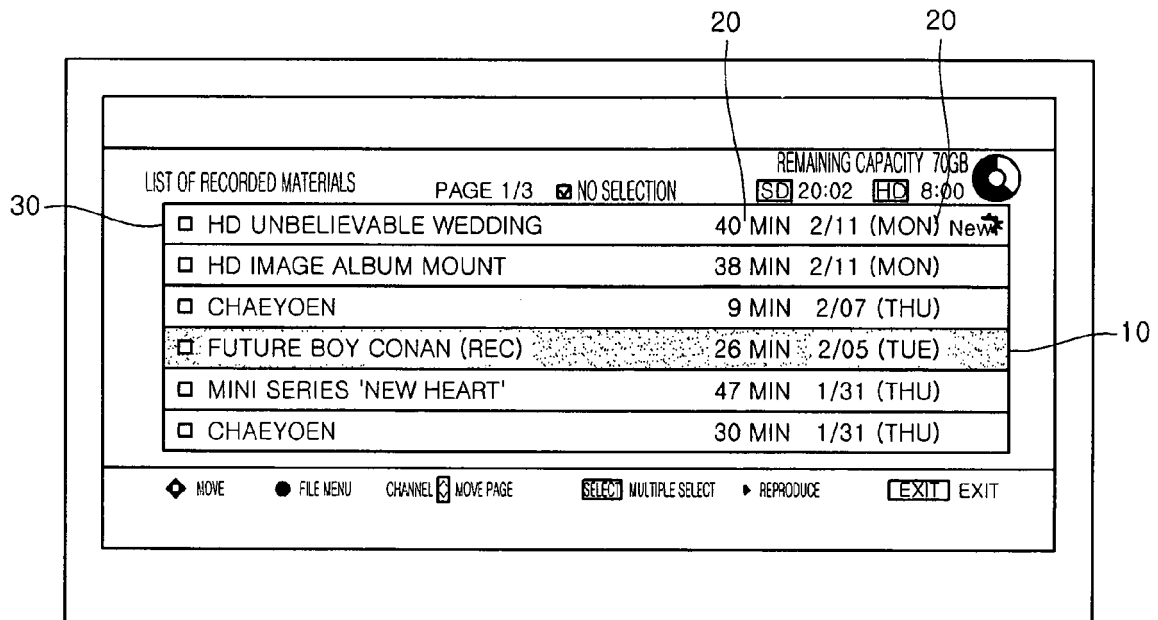 20 20
REMAINING CAPACITY 70GB
LIST OF RECORDED MATERIALS PAGE 1/3 NO SELECTION SD 20:02 HD 8:00
30 HD UNBELIEVABLE WEDDING 40 MIN 2/11 (MON) New
HD IMAGE ALBUM MOUNT 38 MIN 2/11 (MON)
CHAEYOEN 9 MIN 2/07 (THU)
FUTURE BOY CONAN (REC) 26 MIN 2/05 (TUE) 10
MINI SERIES 'NEW HEART' 47 MIN 1/31 (THU)
CHAEYOEN 30 MIN 1/31 (THU)
MOVE FILE MENU CHANNEL MOVE PAGE SELECT MULTIPLE SELECT REPRODUCE EXIT EXIT